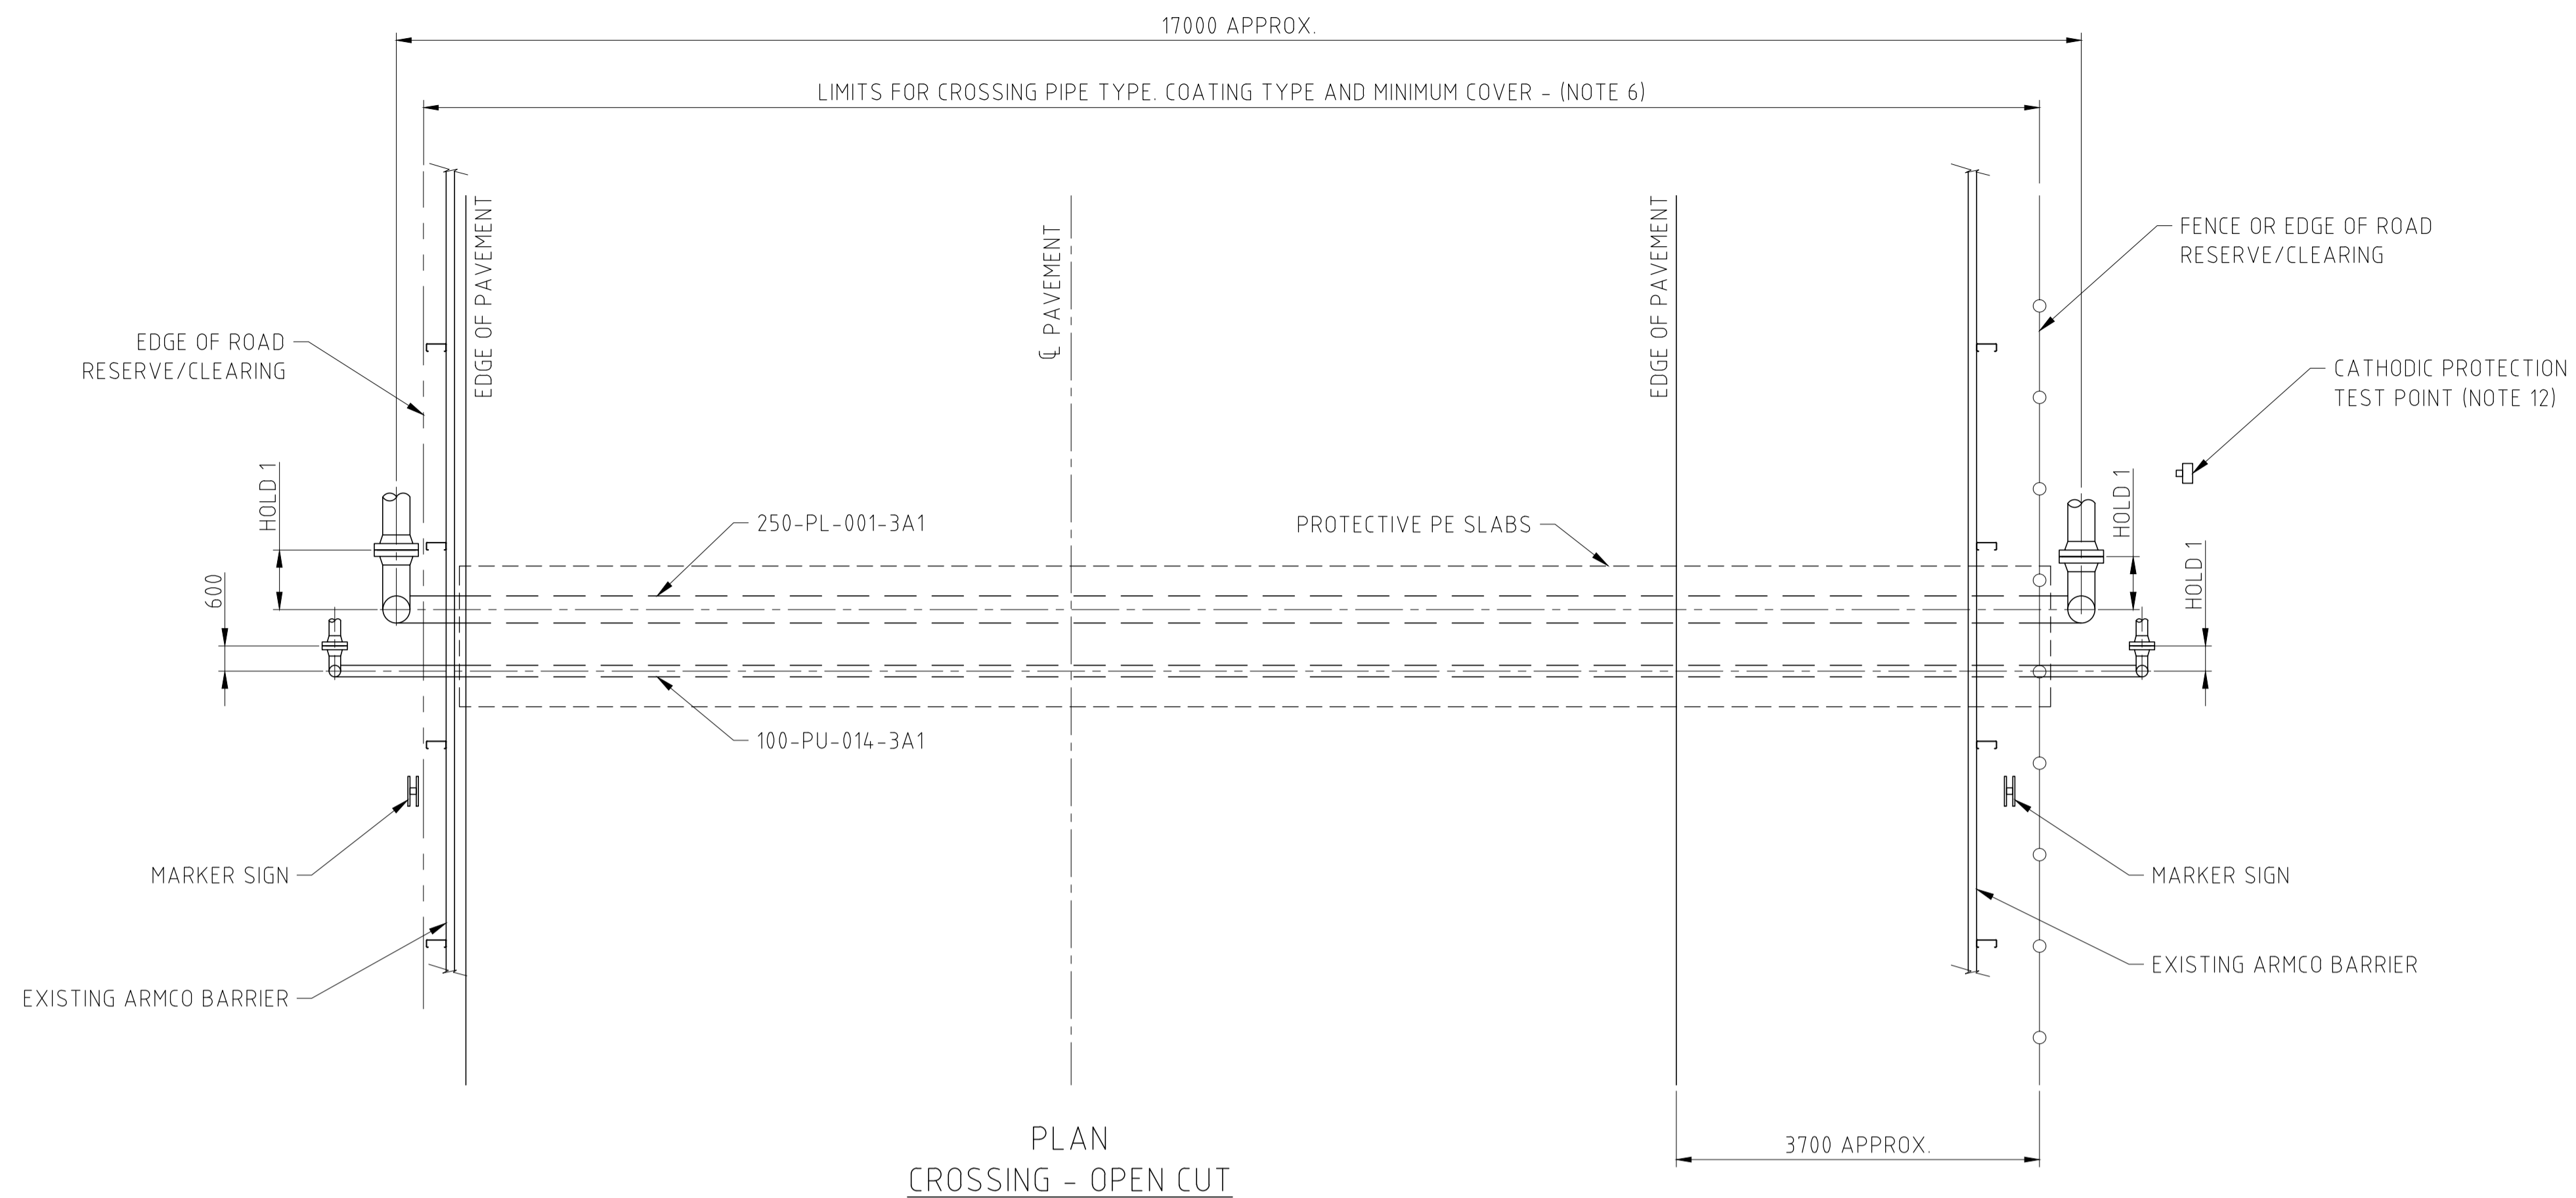 17000 APPROX.
LIMITS FOR CROSSING PIPE TYPE. COATING TYPE AND MINIMUM COVER - (NOTE 6)
EDGE OF PAVEMENT
℄ PAVEMENT
EDGE OF PAVEMENT
FENCE OR EDGE OF ROAD
RESERVE/CLEARING
EDGE OF ROAD
RESERVE/CLEARING
CATHODIC PROTECTION
TEST POINT (NOTE 12)
HOLD 1
250-PL-001-3A1
PROTECTIVE PE SLABS
HOLD 1
HOLD 1
600
100-PU-014-3A1
MARKER SIGN
MARKER SIGN
EXISTING ARMCO BARRIER
EXISTING ARMCO BARRIER
3700 APPROX.
PLAN
CROSSING - OPEN CUT